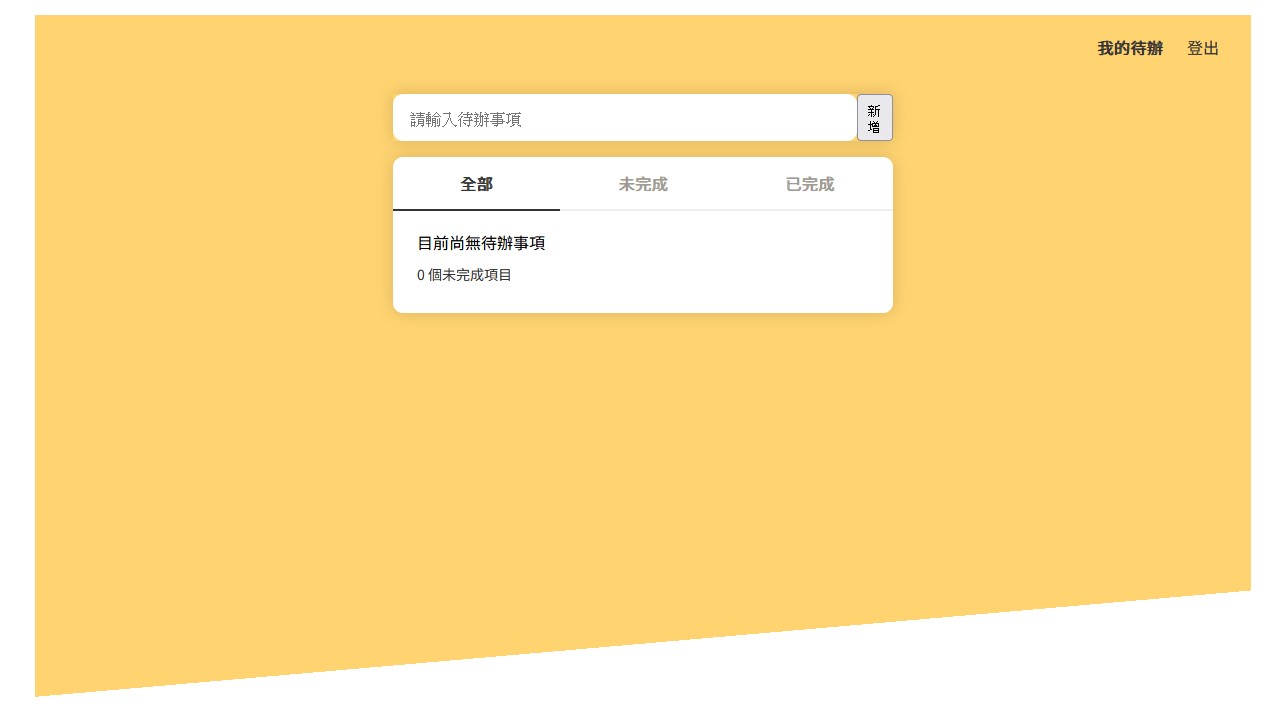 我的待辦 登出
請輸入待辦事項
新
增
全部 未完成 已完成
目前尚無待辦事項
0 個未完成項目